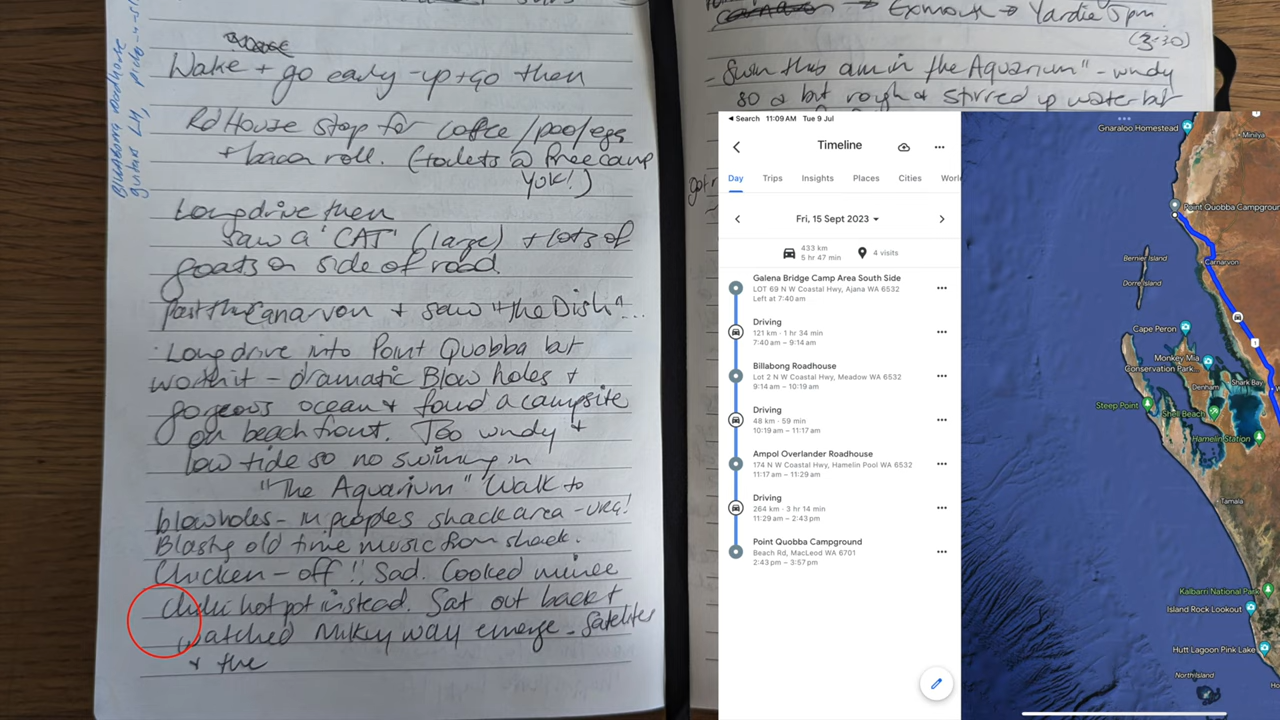 Wake + go early - up + go then
Rd House stop for coffee / poo / egg
+ bacon roll. (toilets @ free camp
yuk!)
Long drive then
saw a 'CAT' (large) + lots of
goats on side of road.
Past the Canarvon + saw "the Dish"...
Long drive into Point Quobba but
worth it - dramatic Blow holes +
gorgeous ocean + found a campsite
on beach front. Too windy +
low tide so no swimming in
"The Aquarium" Walk to
blowholes - in peoples shack area -
Blasting old time music from shack.
Chicken - off!! Sad. Cooked mince
chilli hot pot instead. Sat out back +
watched Milky way emerge - Satelites
+ the
→ Exmouth → Yardie 5pm
(3:30)
- Swim this am in the Aquarium" - windy
so a bit rough + stirred up water but
Search 11:09 AM Tue 9 Jul
Timeline
Day Trips Insights Places Cities Worl
Fri, 15 Sept 2023
433 km
5 hr 47 min
4 visits
Galena Bridge Camp Area South Side
LOT 69 N W Coastal Hwy, Ajana WA 6532
Left at 7:40 am
Driving
121 km · 1 hr 34 min
7:40 am – 9:14 am
Billabong Roadhouse
Lot 2 N W Coastal Hwy, Meadow WA 6532
9:14 am – 10:19 am
Driving
48 km · 59 min
10:19 am – 11:17 am
Ampol Overlander Roadhouse
174 N W Coastal Hwy, Hamelin Pool WA 6532
11:17 am – 11:29 am
Driving
264 km · 3 hr 14 min
11:29 am – 2:43 pm
Point Quobba Campground
Beach Rd, MacLeod WA 6701
2:43 pm – 3:57 pm
Gnaraloo Homestead
Minilya
Point Quobba Campgroun
Carnarvon
Bernier Island
Dorre Island
Cape Peron
Monkey Mia
Conservation Park
Denham
Shark Bay
Steep Point
Shell Beach
Hamelin Station
1
Tamala
Kalbarri National Park
Island Rock Lookout
Hutt Lagoon Pink Lake
North Island